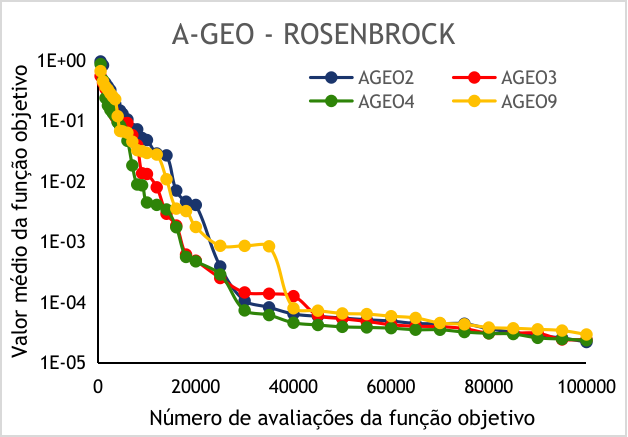 A-GEO - ROSENBROCK
AGEO2
AGEO3
AGEO4
AGEO9
Valor médio da função objetivo
1E+00
1E-01
1E-02
1E-03
1E-04
1E-05
0
20000
40000
60000
80000
100000
Número de avaliações da função objetivo